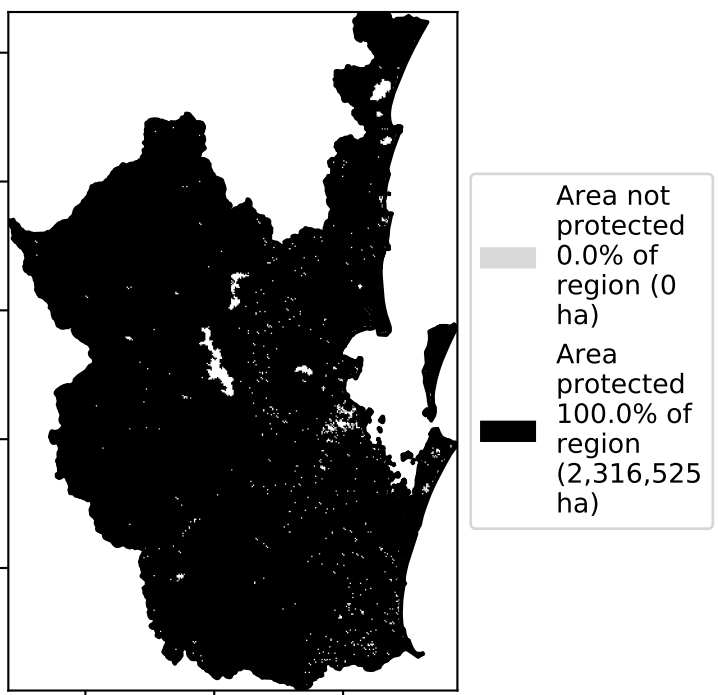 Area not
protected
0.0% of
region (0
ha)
Area
protected
100.0% of
region
(2,316,525
ha)